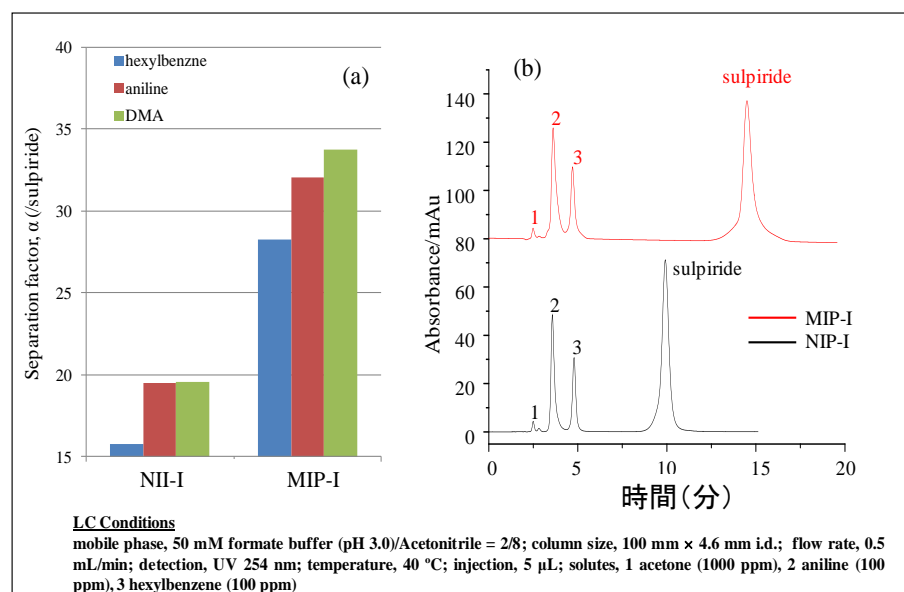 40
35
31
20
15
Separation factor, α (/sulpiride)
hexylbenzne
aniline
DMA
(a)
NII-I
MIP-I
(b)
sulpiride
140
120
100
80
60
40
20
0
Absorbance/mAu
1
2
3
sulpiride
1
2
3
MIP-I
NIP-I
0
5
10
15
20
時間(分)
LC Conditions
mobile phase, 50 mM formate buffer (pH 3.0)/Acetonitrile = 2/8; column size, 100 mm × 4.6 mm i.d.; flow rate, 0.5
mL/min; detection, UV 254 nm; temperature, 40 ºC; injection, 5 μL; solutes, 1 acetone (1000 ppm), 2 aniline (100
ppm), 3 hexylbenzene (100 ppm)